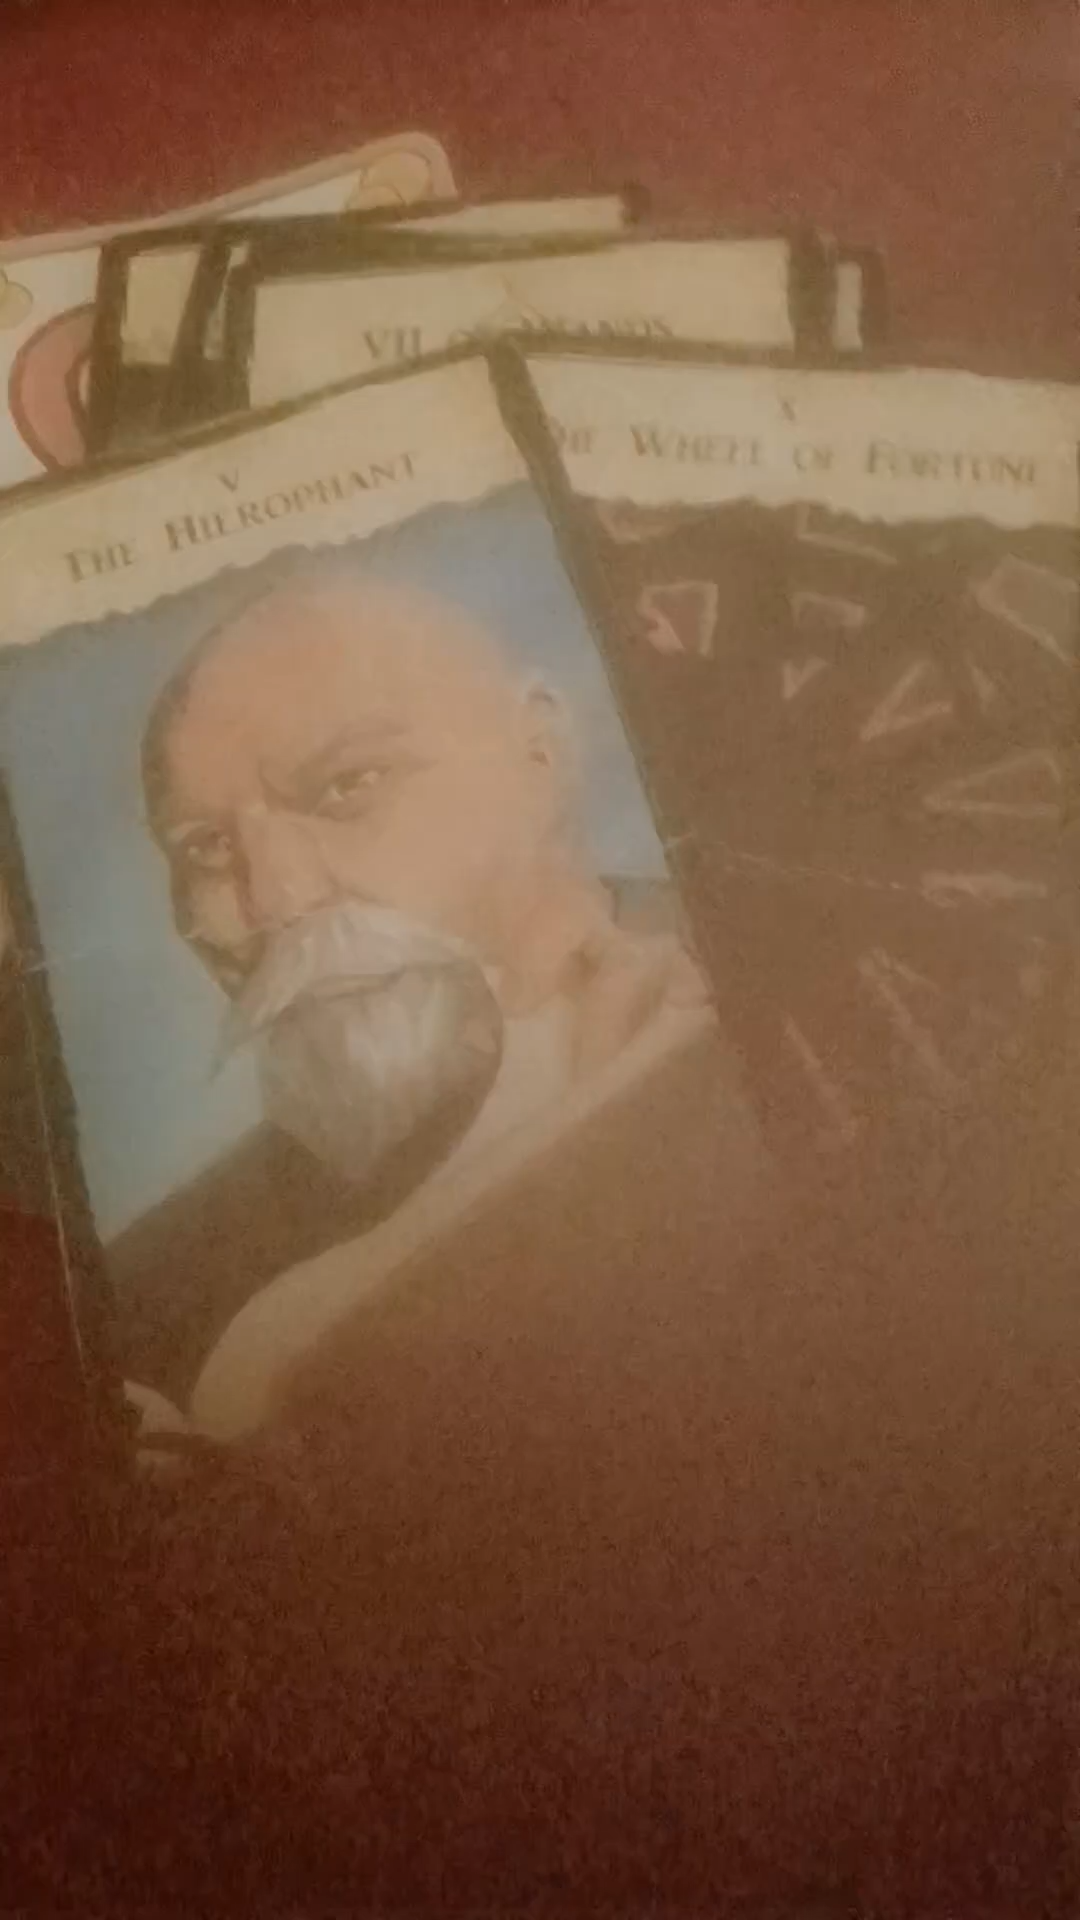 VII OF WANDS
X
THE WHEEL OF FORTUNE
V
THE HIEROPHANT